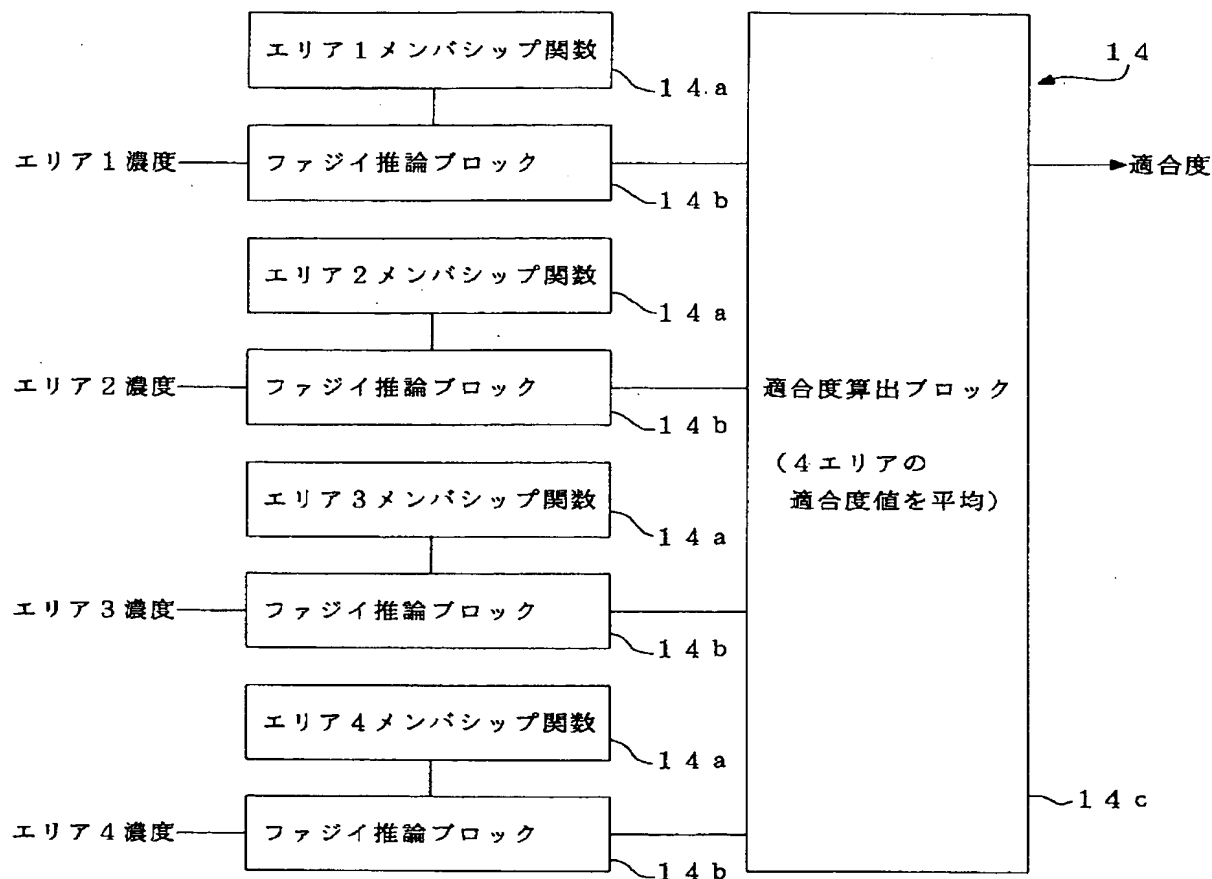 エリア1メンバシップ関数
14a
エリア1濃度
ファジイ推論ブロック
14b
エリア2メンバシップ関数
14a
エリア2濃度
ファジイ推論ブロック
14b
エリア3メンバシップ関数
14a
エリア3濃度
ファジイ推論ブロック
14b
エリア4メンバシップ関数
14a
エリア4濃度
ファジイ推論ブロック
14b
適合度算出ブロック
(4エリアの
適合度値を平均)
14
適合度
14c